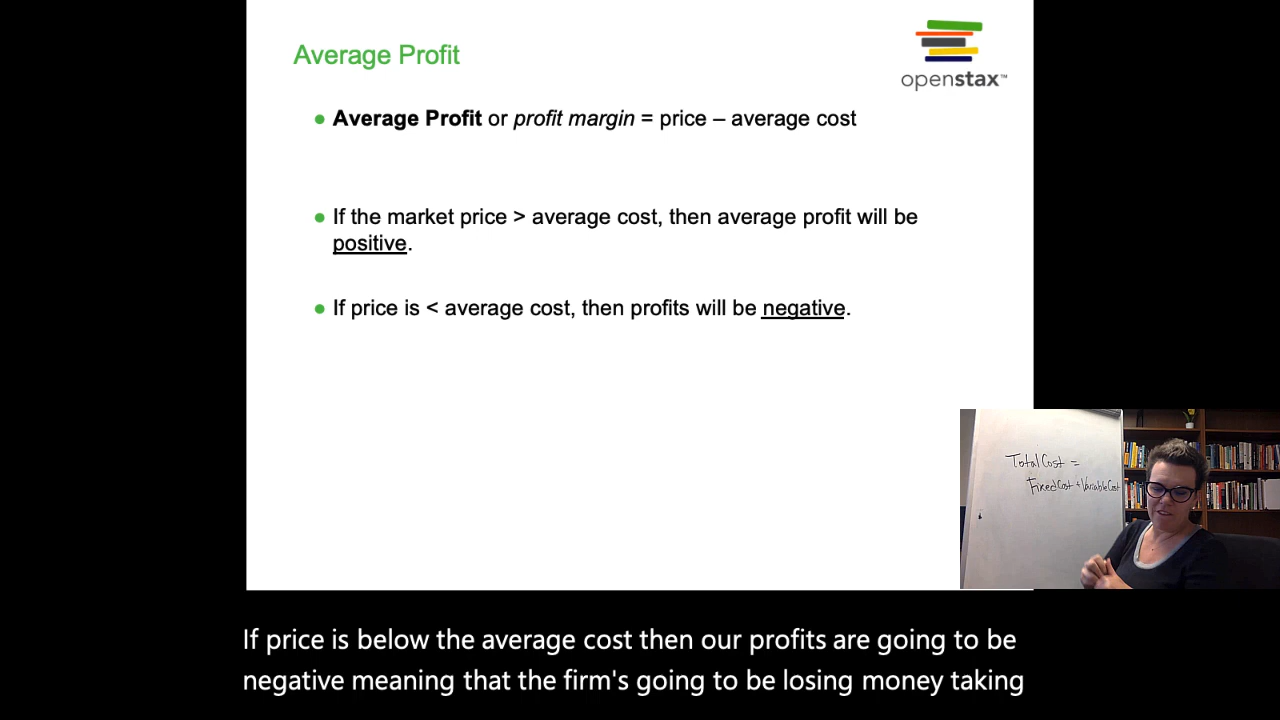 Average Profit
openstax™
• Average Profit or profit margin = price – average cost
• If the market price > average cost, then average profit will be
positive.
• If price is < average cost, then profits will be negative.
Total Cost =
Fixed Cost + Variable Cost
If price is below the average cost then our profits are going to be
negative meaning that the firm's going to be losing money taking